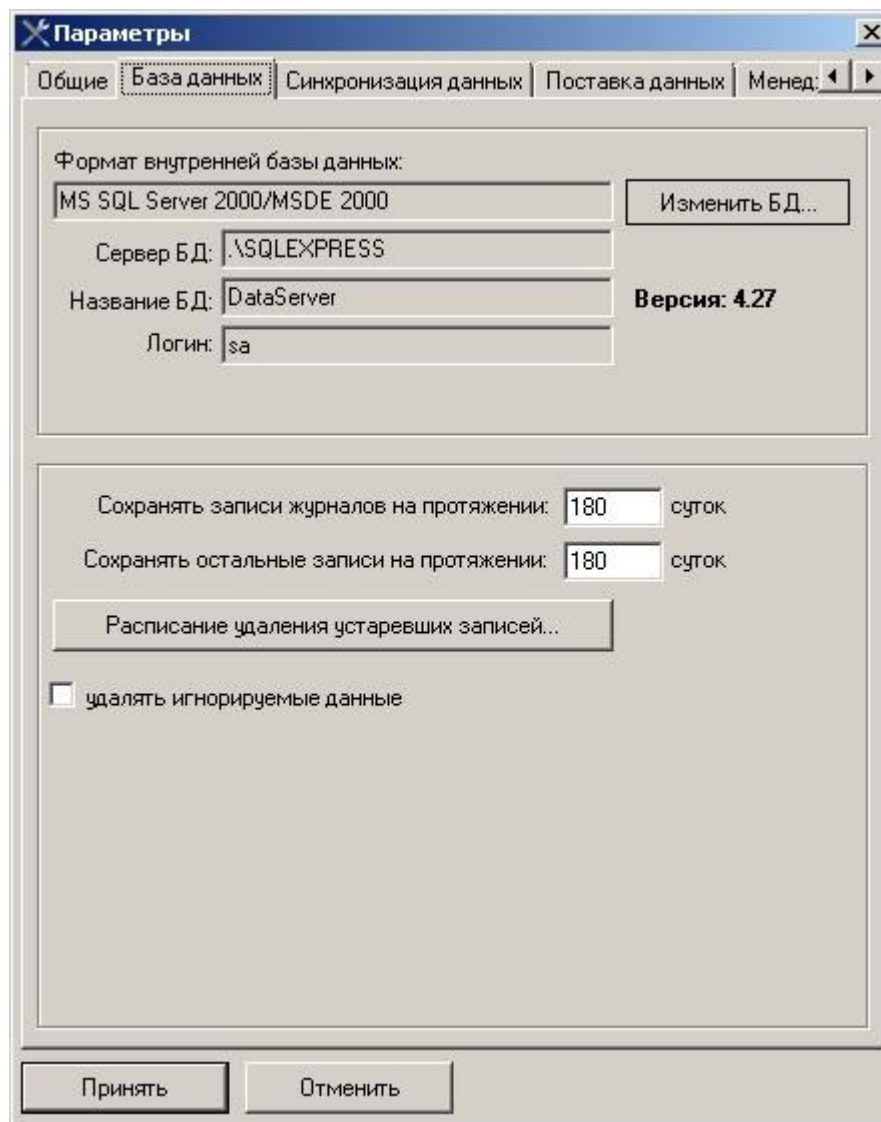 Параметры
Общие База данных Синхронизация данных Поставка данных Менед
Формат внутренней базы данных:
MS SQL Server 2000/MSDE 2000 Изменить БД...
Сервер БД: .\SQLEXPRESS
Название БД: DataServer Версия: 4.27
Логин: sa
Сохранять записи журналов на протяжении: 180 суток
Сохранять остальные записи на протяжении: 180 суток
Расписание удаления устаревших записей...
удалять игнорируемые данные
Принять Отменить